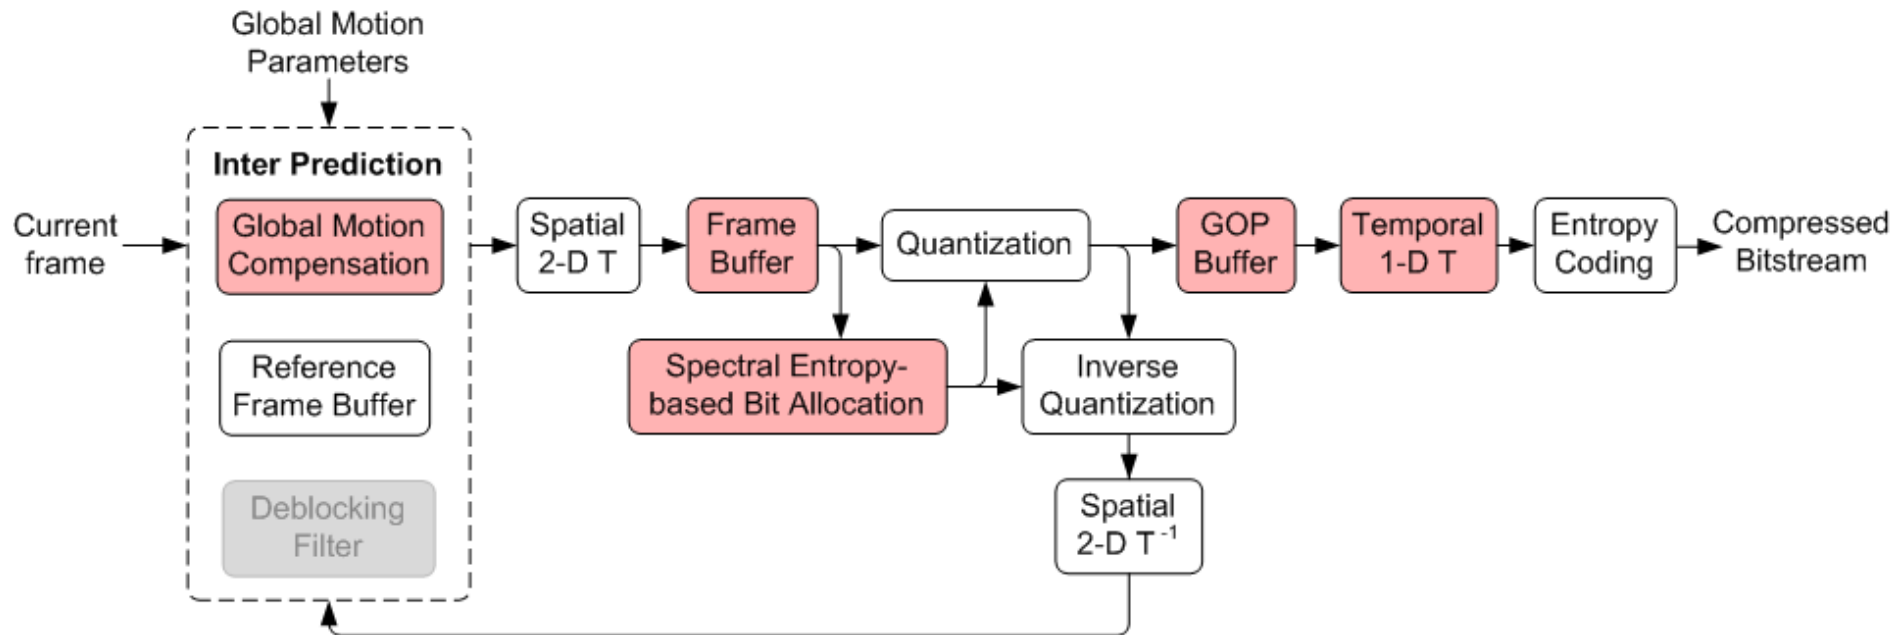 Global Motion
Parameters
Inter Prediction
Current
frame
Global Motion
Compensation
Reference
Frame Buffer
Deblocking
Filter
Spatial
2-D T
Frame
Buffer
Quantization
GOP
Buffer
Temporal
1-D T
Entropy
Coding
Compressed
Bitstream
Spectral Entropy-
based Bit Allocation
Inverse
Quantization
Spatial
2-D T⁻¹